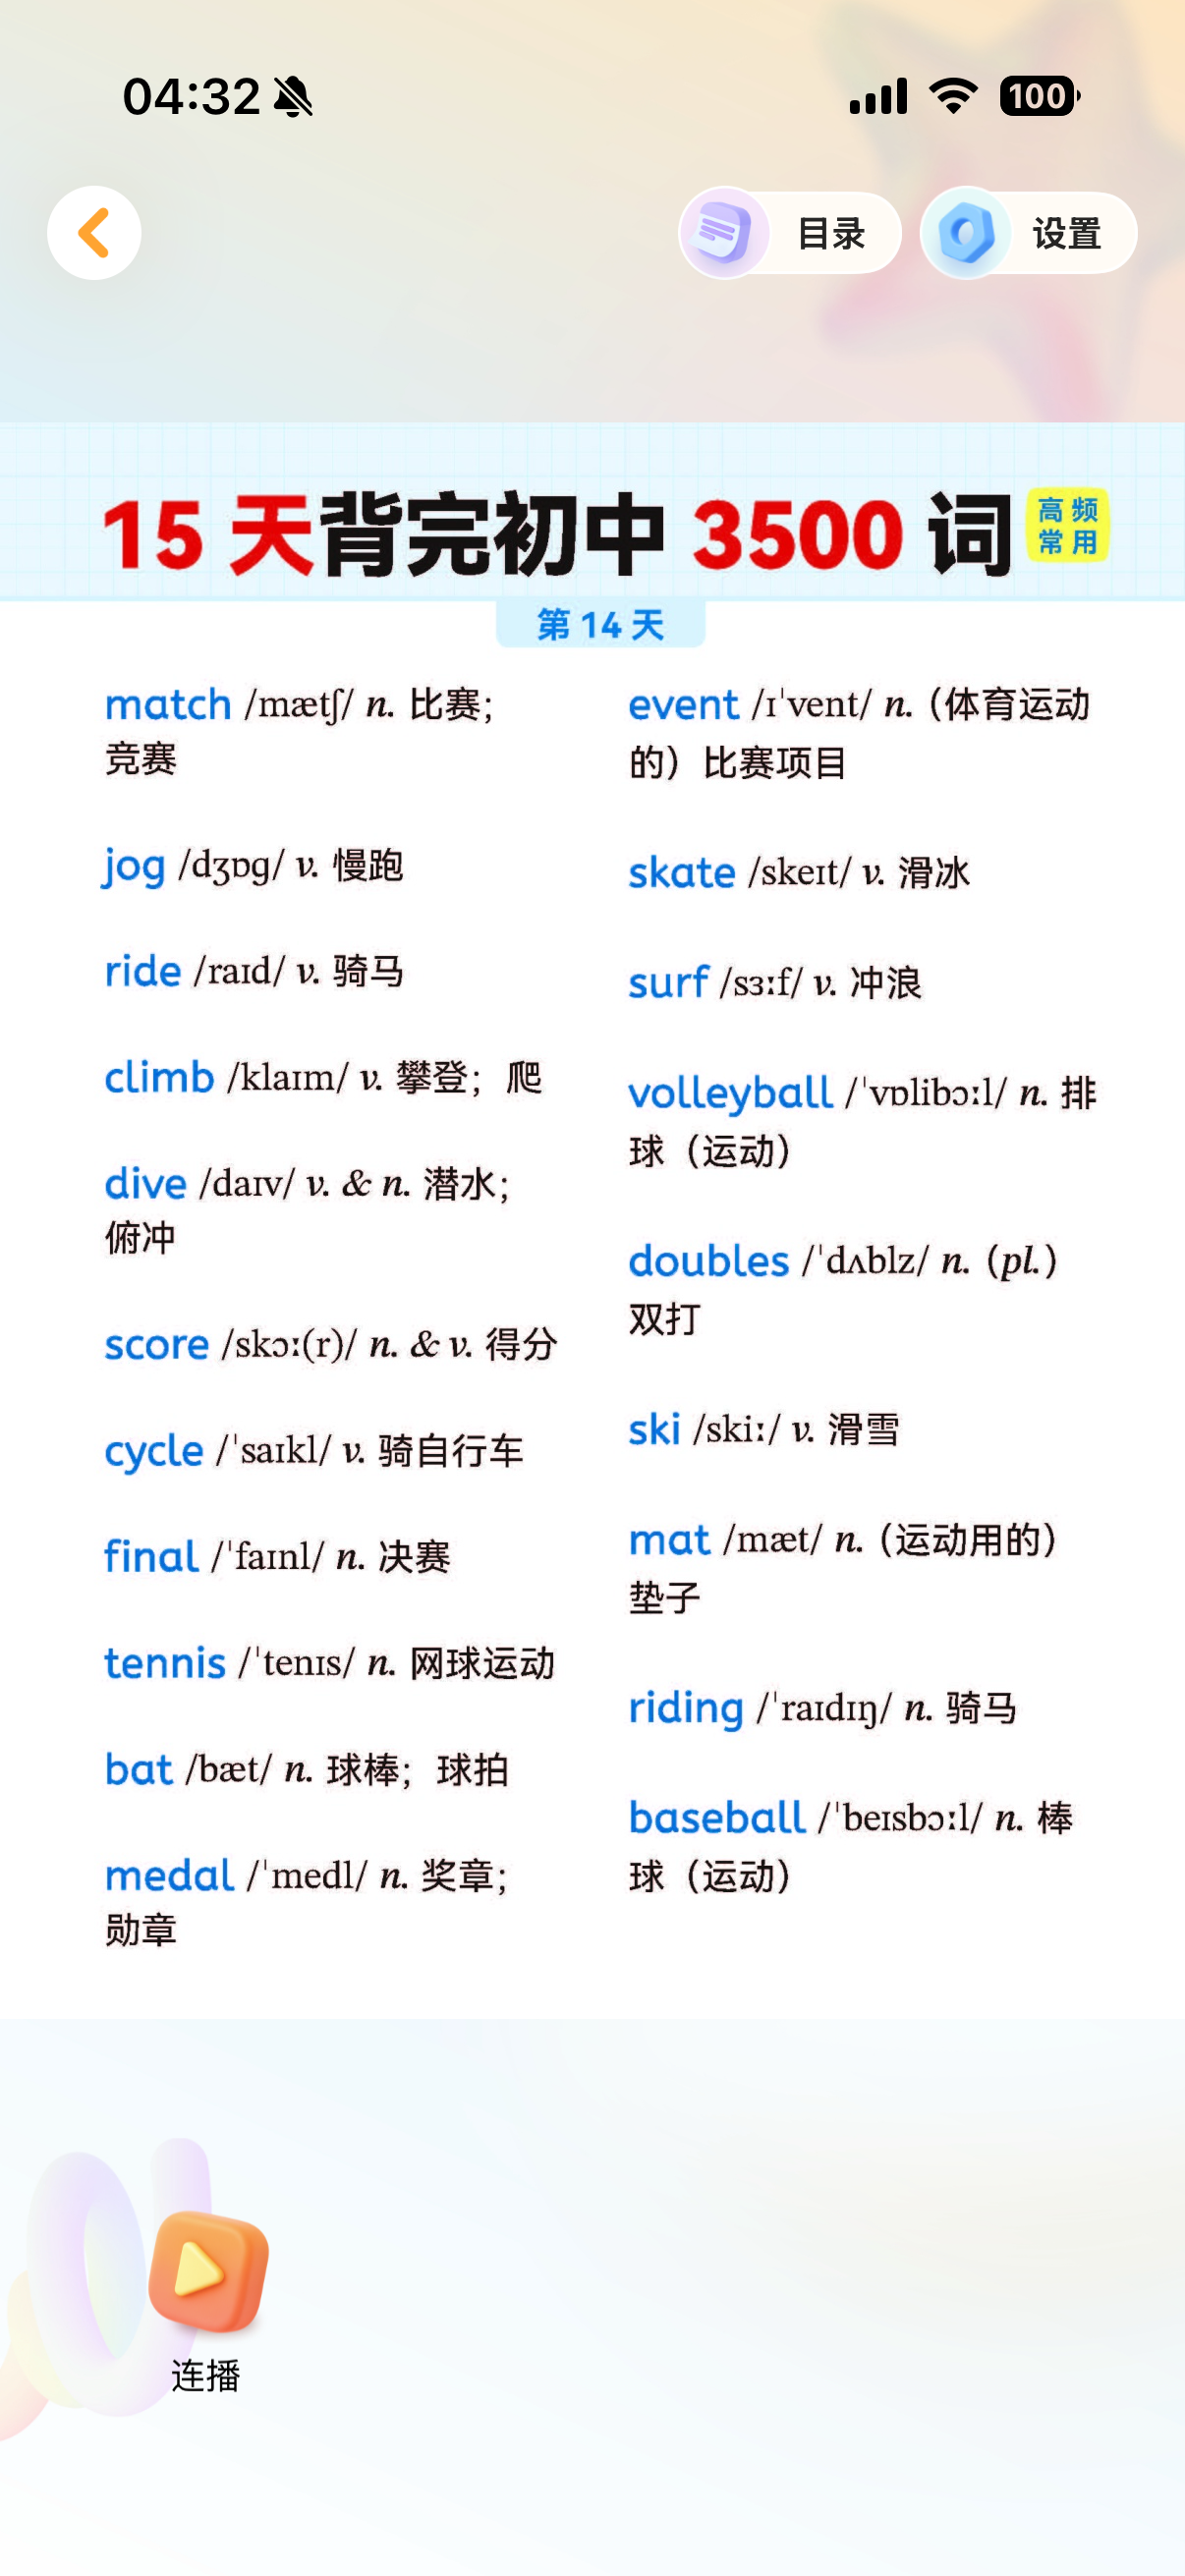 04:32
100
目录
设置
15 天背完初中 3500 词
高频
常用
第 14 天
match /mætʃ/ n. 比赛；
竞赛
jog /dʒɒɡ/ v. 慢跑
ride /raɪd/ v. 骑马
climb /klaɪm/ v. 攀登；爬
dive /daɪv/ v. & n. 潜水；
俯冲
score /skɔː(r)/ n. & v. 得分
cycle /ˈsaɪkl/ v. 骑自行车
final /ˈfaɪnl/ n. 决赛
tennis /ˈtenɪs/ n. 网球运动
bat /bæt/ n. 球棒；球拍
medal /ˈmedl/ n. 奖章；
勋章
event /ɪˈvent/ n.（体育运动
的）比赛项目
skate /skeɪt/ v. 滑冰
surf /sɜːf/ v. 冲浪
volleyball /ˈvɒlibɔːl/ n. 排
球（运动）
doubles /ˈdʌblz/ n.（pl.）
双打
ski /skiː/ v. 滑雪
mat /mæt/ n.（运动用的）
垫子
riding /ˈraɪdɪŋ/ n. 骑马
baseball /ˈbeɪsbɔːl/ n. 棒
球（运动）
连播